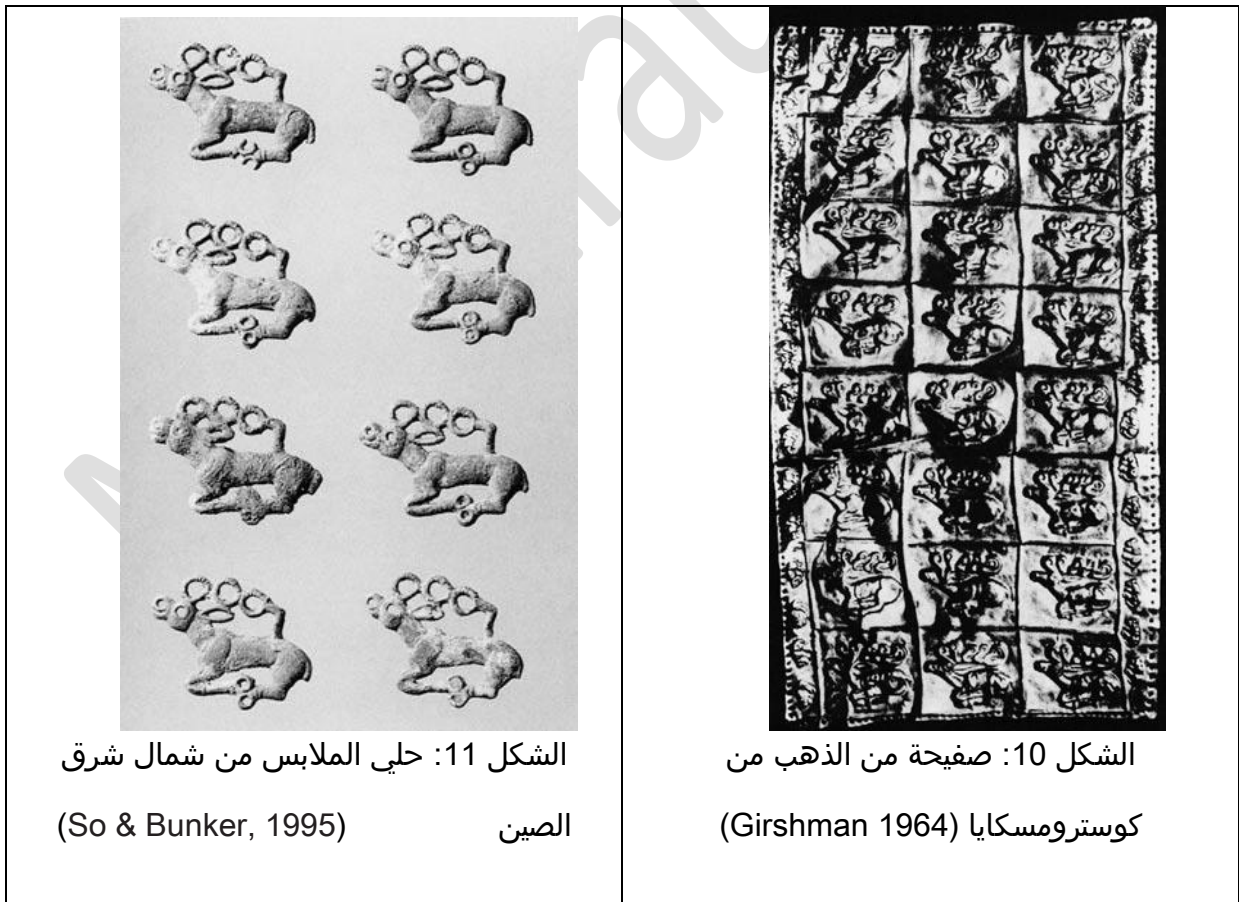 الشكل 10: صفيحة من الذهب من
كوسترومسكايا (Girshman 1964)
الشكل 11: حلي الملابس من شمال شرق
الصين (So & Bunker, 1995)